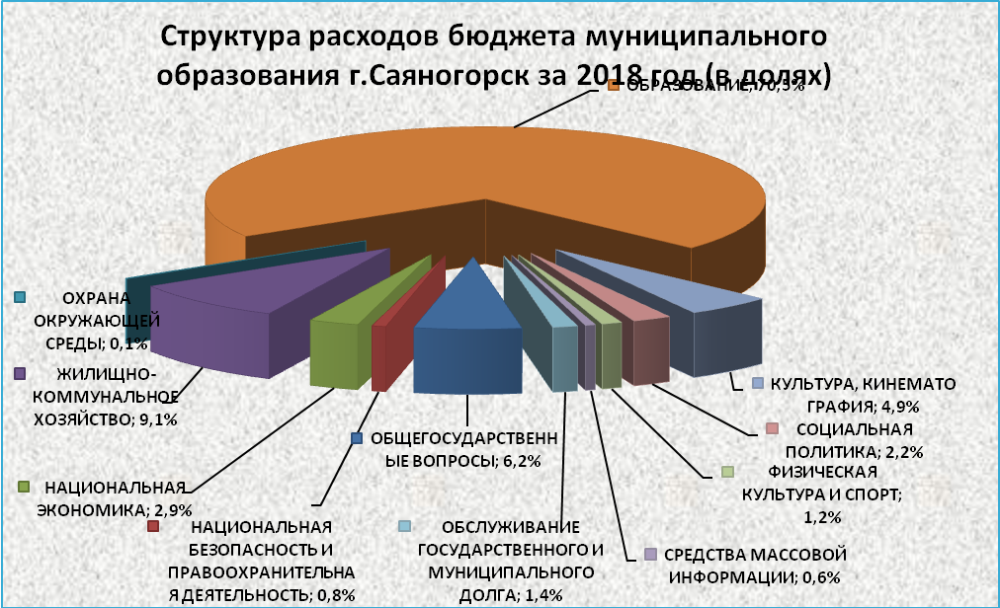 Структура расходов бюджета муниципального
образования г.Саяногорск за 2018 год (в долях)
ОБРАЗОВАНИЕ;
ОХРАНА
ОКРУЖАЮЩЕЙ
СРЕДЫ; 0,1%
ЖИЛИЩНО-
КОММУНАЛЬНОЕ
ХОЗЯЙСТВО; 9,1%
НАЦИОНАЛЬНАЯ
ЭКОНОМИКА; 2,9%
НАЦИОНАЛЬНАЯ
БЕЗОПАСНОСТЬ И
ПРАВООХРАНИТЕЛЬНА
Я ДЕЯТЕЛЬНОСТЬ; 0,8%
ОБЩЕГОСУДАРСТВЕНН
ЫЕ ВОПРОСЫ; 6,2%
ОБСЛУЖИВАНИЕ
ГОСУДАРСТВЕННОГО И
МУНИЦИПАЛЬНОГО
ДОЛГА; 1,4%
СРЕДСТВА МАССОВОЙ
ИНФОРМАЦИИ; 0,6%
ФИЗИЧЕСКАЯ
КУЛЬТУРА И СПОРТ;
1,2%
СОЦИАЛЬНАЯ
ПОЛИТИКА; 2,2%
КУЛЬТУРА, КИНЕМАТО
ГРАФИЯ; 4,9%